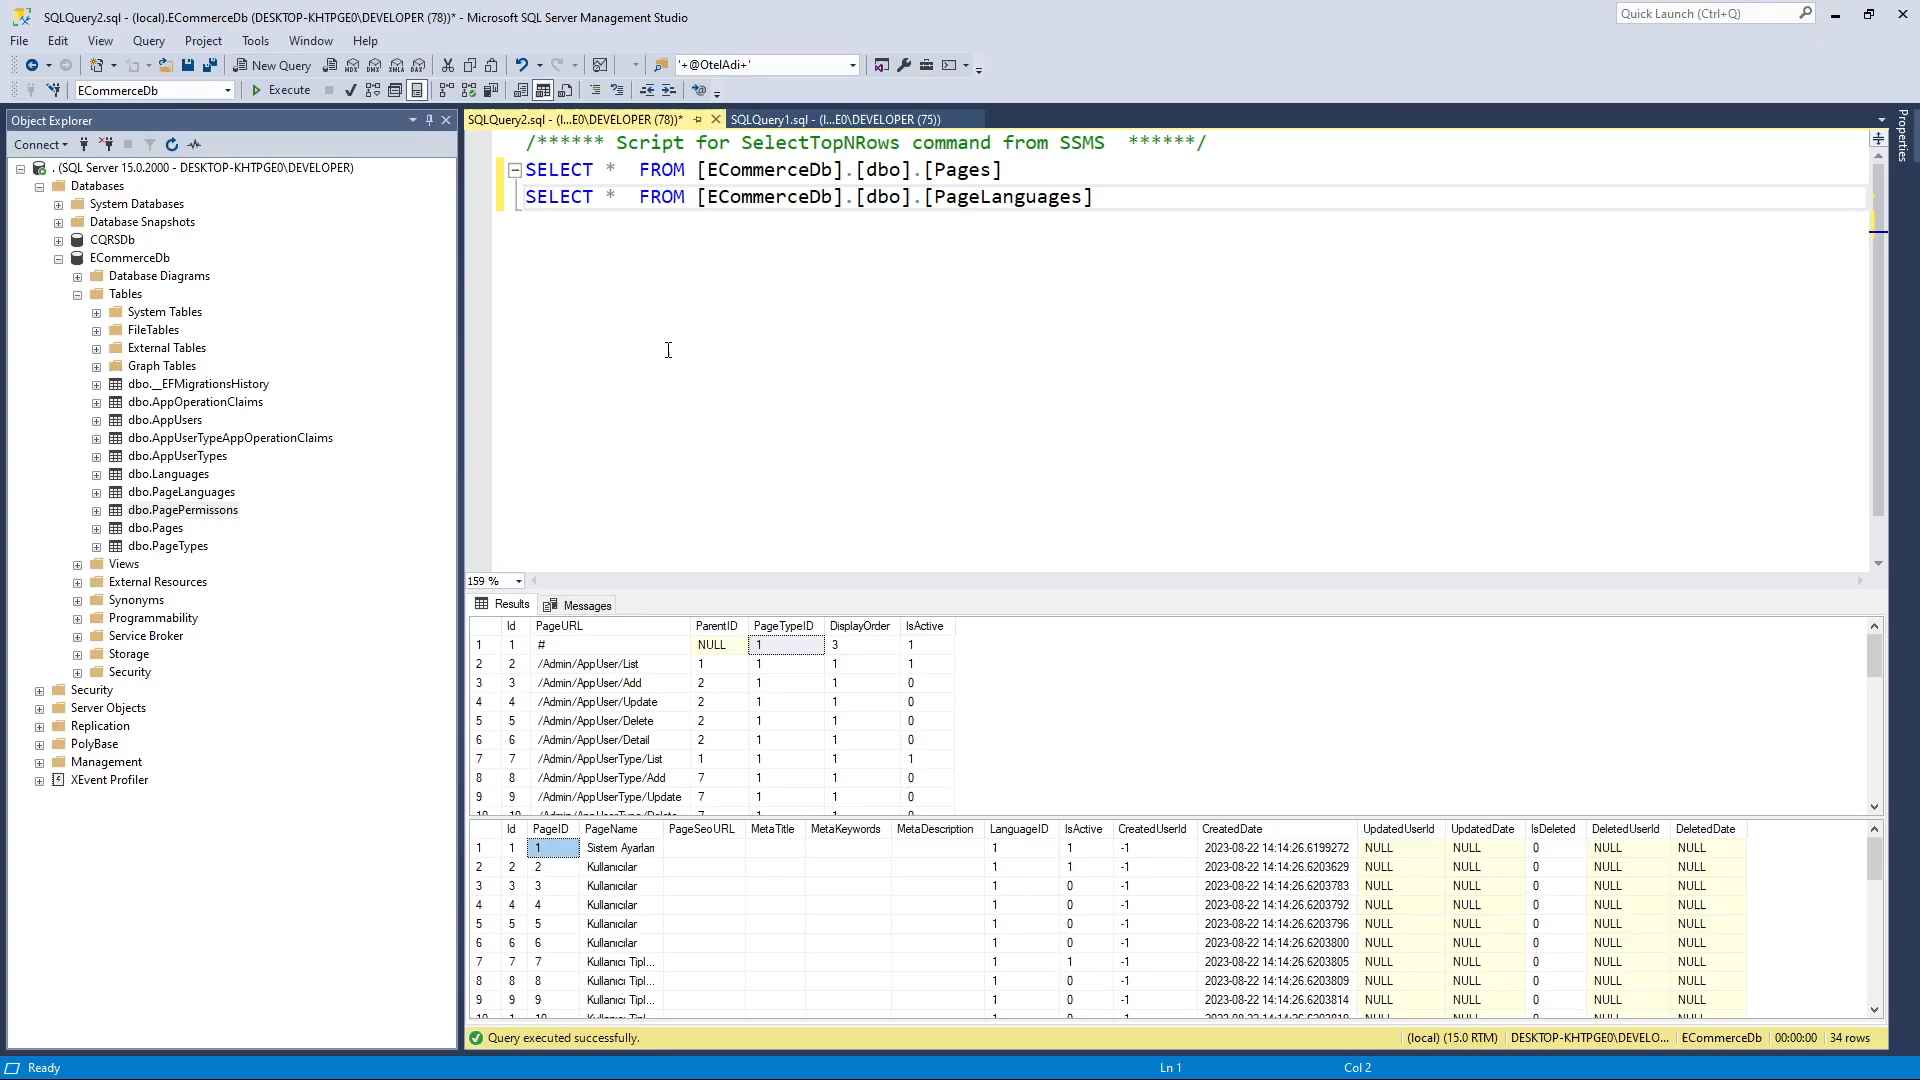 SQLQuery2.sql - (local).ECommerceDb (DESKTOP-KHTPGE0\DEVELOPER (78))* - Microsoft SQL Server Management Studio
Quick Launch (Ctrl+Q)
File Edit View Query Project Tools Window Help
New Query
MDX DMX XMLA DAX
'+@OtelAdi+'
ECommerceDb
Execute
Object Explorer
Connect
. (SQL Server 15.0.2000 - DESKTOP-KHTPGE0\DEVELOPER)
Databases
System Databases
Database Snapshots
CQRSDb
ECommerceDb
Database Diagrams
Tables
System Tables
FileTables
External Tables
Graph Tables
dbo.__EFMigrationsHistory
dbo.AppOperationClaims
dbo.AppUsers
dbo.AppUserTypeAppOperationClaims
dbo.AppUserTypes
dbo.Languages
dbo.PageLanguages
dbo.PagePermissons
dbo.Pages
dbo.PageTypes
Views
External Resources
Synonyms
Programmability
Service Broker
Storage
Security
Security
Server Objects
Replication
PolyBase
Management
XEvent Profiler
SQLQuery2.sql - (l...E0\DEVELOPER (78))*
SQLQuery1.sql - (l...E0\DEVELOPER (75))
Properties
/****** Script for SelectTopNRows command from SSMS  ******/
SELECT *  FROM [ECommerceDb].[dbo].[Pages]
SELECT *  FROM [ECommerceDb].[dbo].[PageLanguages]
159 %
Results Messages
Id PageURL ParentID PageTypeID DisplayOrder IsActive
1 1 # NULL 1 3 1
2 2 /Admin/AppUser/List 1 1 1 1
3 3 /Admin/AppUser/Add 2 1 1 0
4 4 /Admin/AppUser/Update 2 1 1 0
5 5 /Admin/AppUser/Delete 2 1 1 0
6 6 /Admin/AppUser/Detail 2 1 1 0
7 7 /Admin/AppUserType/List 1 1 1 1
8 8 /Admin/AppUserType/Add 7 1 1 0
9 9 /Admin/AppUserType/Update 7 1 1 0
Id PageID PageName PageSeoURL MetaTitle MetaKeywords MetaDescription LanguageID IsActive CreatedUserId CreatedDate UpdatedUserId UpdatedDate IsDeleted DeletedUserId DeletedDate
1 1 1 Sistem Ayarları 1 1 -1 2023-08-22 14:14:26.6199272 NULL NULL 0 NULL NULL
2 2 2 Kullanıcılar 1 1 -1 2023-08-22 14:14:26.6203629 NULL NULL 0 NULL NULL
3 3 3 Kullanıcılar 1 0 -1 2023-08-22 14:14:26.6203783 NULL NULL 0 NULL NULL
4 4 4 Kullanıcılar 1 0 -1 2023-08-22 14:14:26.6203792 NULL NULL 0 NULL NULL
5 5 5 Kullanıcılar 1 0 -1 2023-08-22 14:14:26.6203796 NULL NULL 0 NULL NULL
6 6 6 Kullanıcılar 1 0 -1 2023-08-22 14:14:26.6203800 NULL NULL 0 NULL NULL
7 7 7 Kullanıcı Tipl... 1 1 -1 2023-08-22 14:14:26.6203805 NULL NULL 0 NULL NULL
8 8 8 Kullanıcı Tipl... 1 0 -1 2023-08-22 14:14:26.6203809 NULL NULL 0 NULL NULL
9 9 9 Kullanıcı Tipl... 1 0 -1 2023-08-22 14:14:26.6203814 NULL NULL 0 NULL NULL
Query executed successfully.
(local) (15.0 RTM) DESKTOP-KHTPGE0\DEVELO... ECommerceDb 00:00:00 34 rows
Ready
Ln 1
Col 2